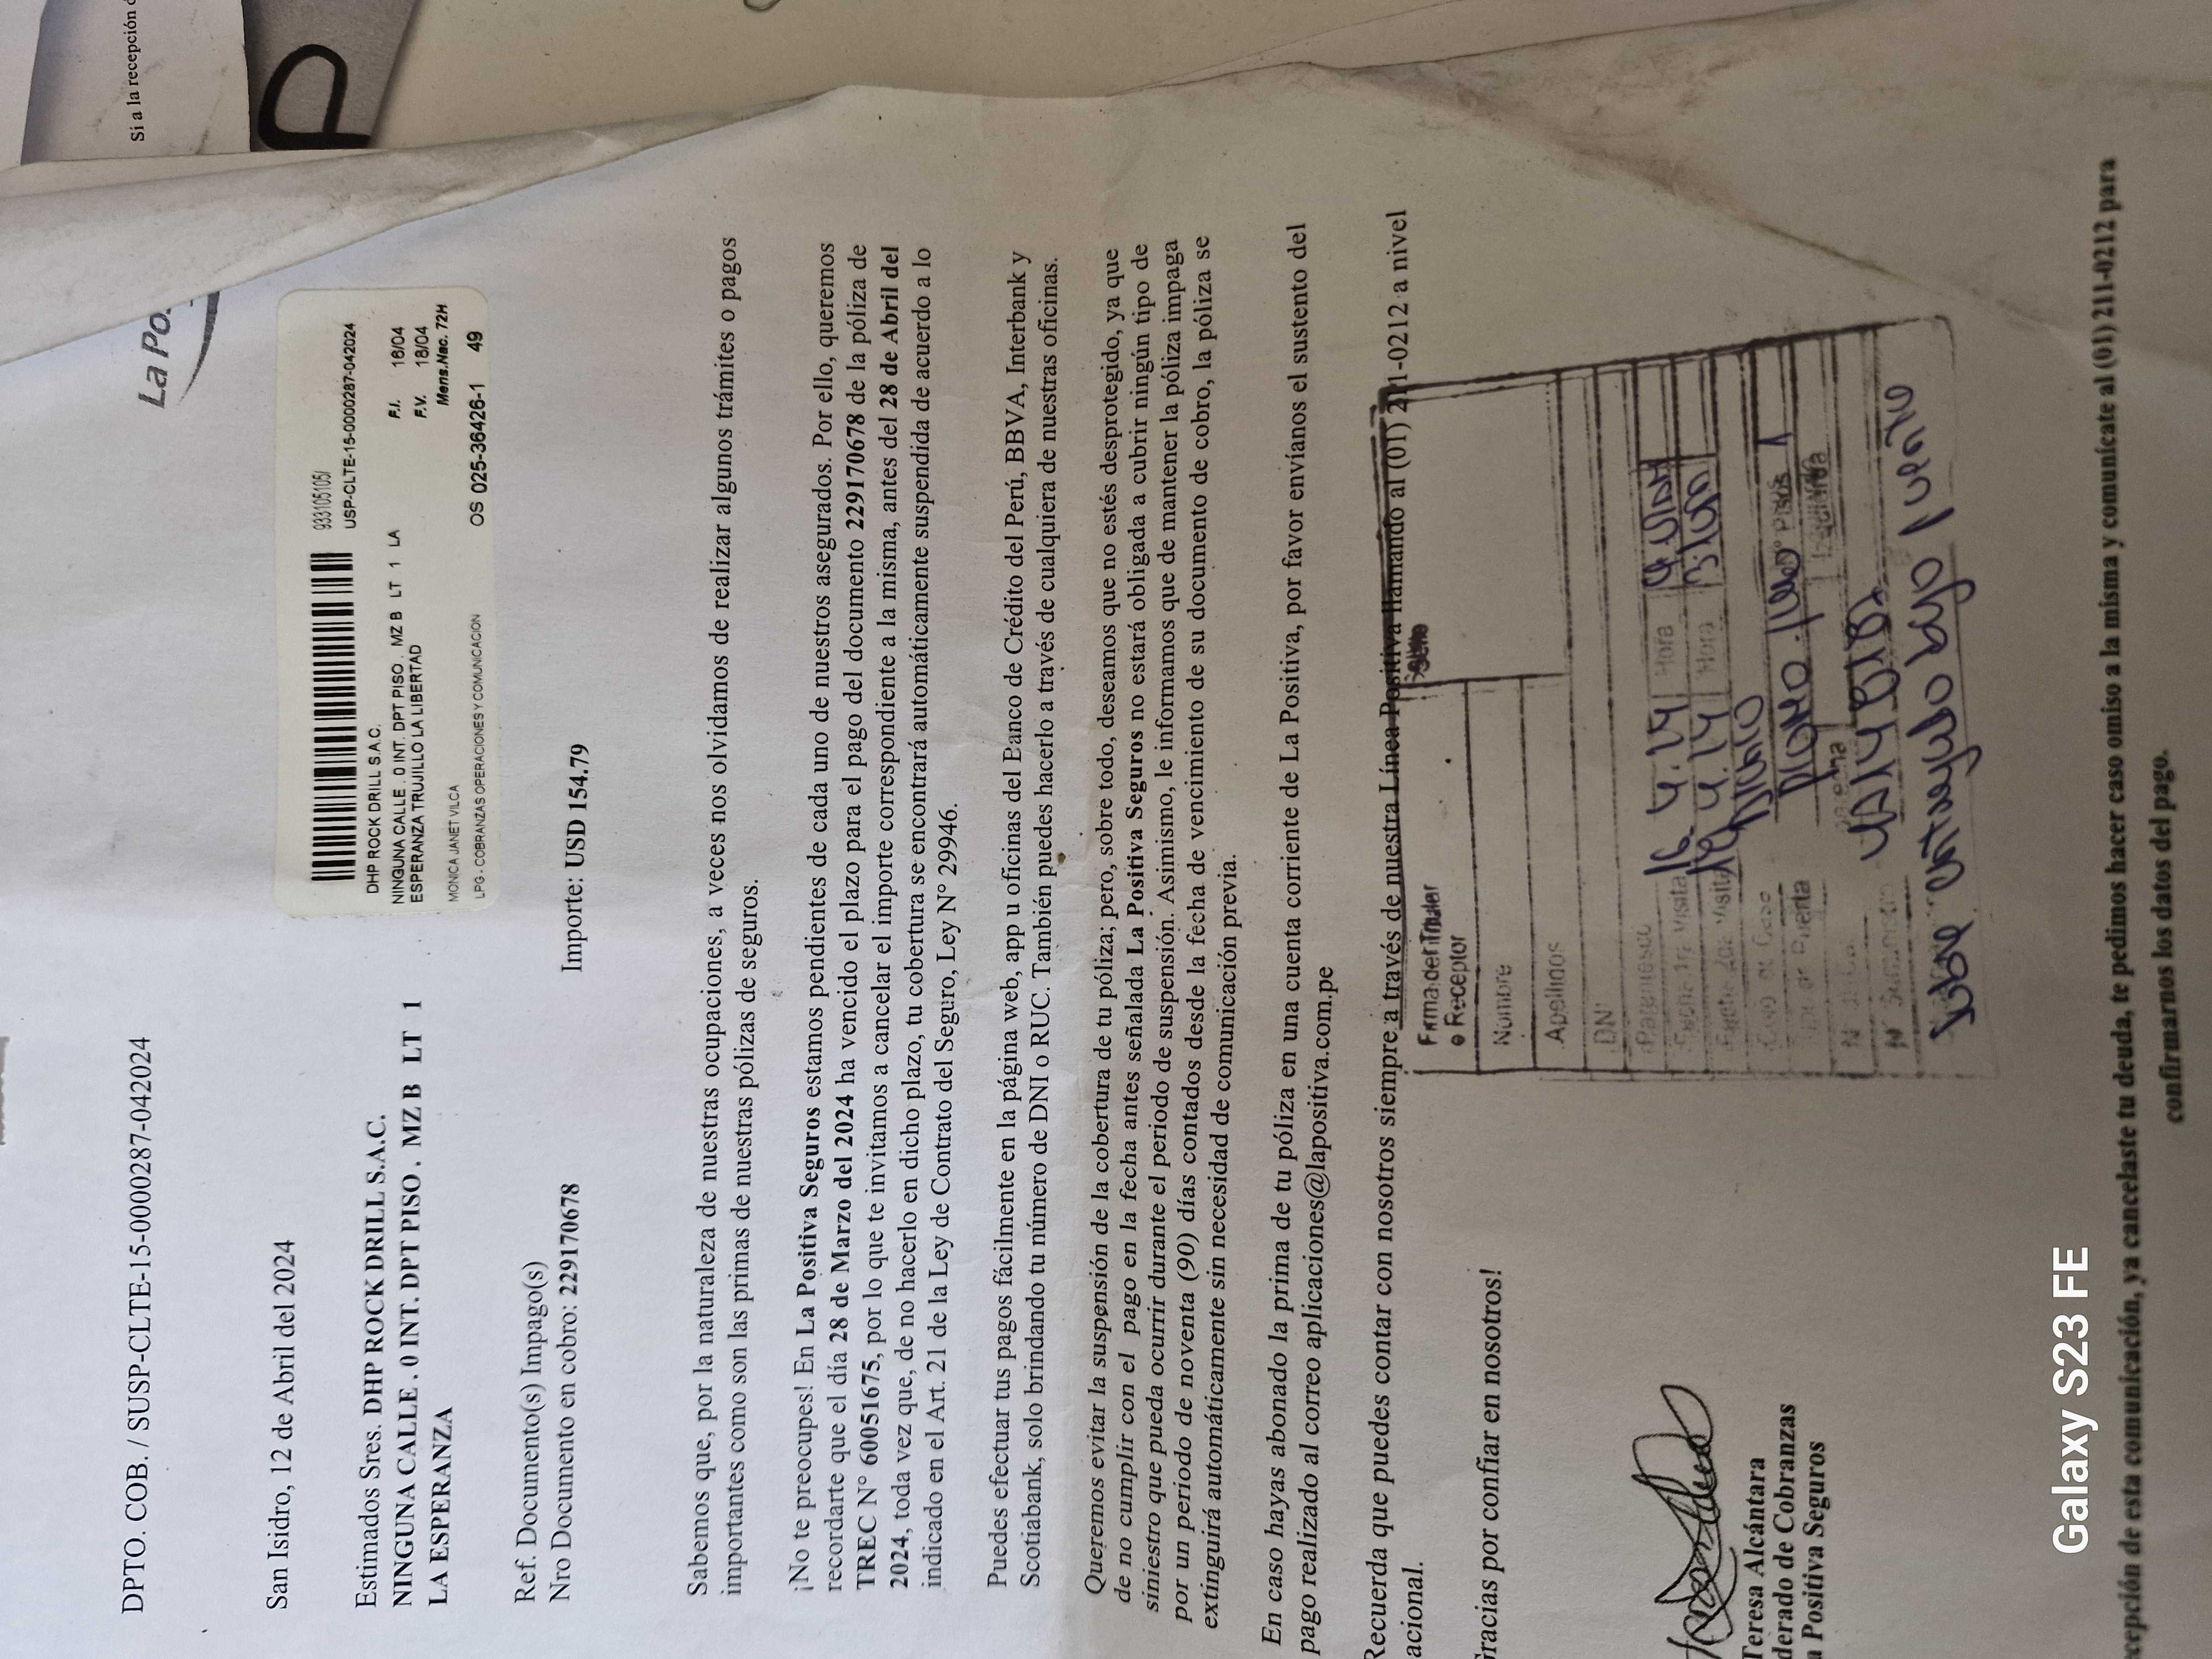 Si a la recepción
La Po
DPTO. COB. / SUSP-CLTE-15-0000287-042024
San Isidro, 12 de Abril del 2024
933105105/
USP-CLTE-15-0000287-042024
DHP ROCK DRILL S.A.C.
NINGUNA CALLE . 0 INT. DPT PISO . MZ B LT 1 LA
ESPERANZA TRUJILLO LA LIBERTAD
F.I. 16/04
F.V. 18/04
Mens.Nac. 72H
MONICA JANET VILCA
LPG - COBRANZAS OPERACIONES Y COMUNICACION
OS 025-36426-1 49
Estimados Sres. DHP ROCK DRILL S.A.C.
NINGUNA CALLE . 0 INT. DPT PISO . MZ B LT 1
LA ESPERANZA
Ref. Documento(s) Impago(s)
Nro Documento en cobro: 229170678 Importe: USD 154.79
Sabemos que, por la naturaleza de nuestras ocupaciones, a veces nos olvidamos de realizar algunos trámites o pagos
importantes como son las primas de nuestras pólizas de seguros.
¡No te preocupes! En La Positiva Seguros estamos pendientes de cada uno de nuestros asegurados. Por ello, queremos
recordarte que el día 28 de Marzo del 2024 ha vencido el plazo para el pago del documento 229170678 de la póliza de
TREC N° 60051675, por lo que te invitamos a cancelar el importe correspondiente a la misma, antes del 28 de Abril del
2024, toda vez que, de no hacerlo en dicho plazo, tu cobertura se encontrará automáticamente suspendida de acuerdo a lo
indicado en el Art. 21 de la Ley de Contrato del Seguro, Ley N° 29946.
Puedes efectuar tus pagos fácilmente en la página web, app u oficinas del Banco de Crédito del Perú, BBVA, Interbank y
Scotiabank, solo brindando tu número de DNI o RUC. También puedes hacerlo a través de cualquiera de nuestras oficinas.
Queremos evitar la suspensión de la cobertura de tu póliza; pero, sobre todo, deseamos que no estés desprotegido, ya que
de no cumplir con el pago en la fecha antes señalada La Positiva Seguros no estará obligada a cubrir ningún tipo de
siniestro que pueda ocurrir durante el periodo de suspensión. Asimismo, le informamos que de mantener la póliza impaga
por un periodo de noventa (90) días contados desde la fecha de vencimiento de su documento de cobro, la póliza se
extinguirá automáticamente sin necesidad de comunicación previa.
En caso hayas abonado la prima de tu póliza en una cuenta corriente de La Positiva, por favor envíanos el sustento del
pago realizado al correo aplicaciones@lapositiva.com.pe
Recuerda que puedes contar con nosotros siempre a través de nuestra Línea Positiva llamando al (01) 211-0212 a nivel
acional.
Gracias por confiar en nosotros!
Firma del Titular
o Receptor
Sello
Nombre
Apellidos
DNI
Parentesco
Visita 16 4.24 Hora
Visita 4.24 Hora
Puerta
Pisos 1
Sobre bajo puerta
Teresa Alcántara
derado de Cobranzas
a Positiva Seguros
Galaxy S23 FE
cepción de esta comunicación, ya cancelaste tu deuda, te pedimos hacer caso omiso a la misma y comunícate al (01) 211-0212 para
confirmarnos los datos del pago.